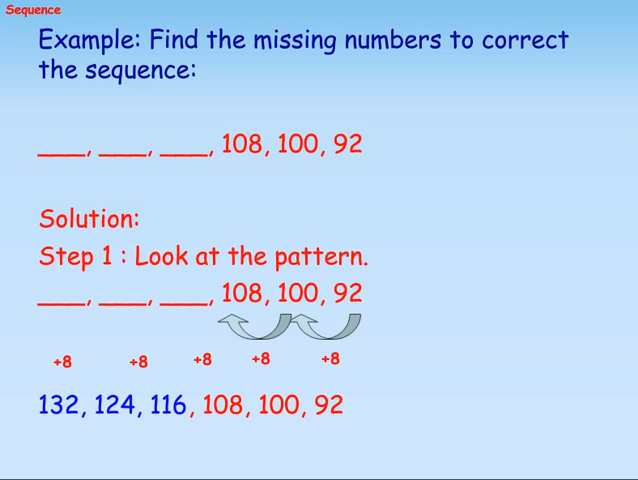 Sequence
Example: Find the missing numbers to correct
the sequence:
___, ___, ___, 108, 100, 92
Solution:
Step 1 : Look at the pattern.
___, ___, ___, 108, 100, 92
+8 +8 +8 +8 +8
132, 124, 116, 108, 100, 92